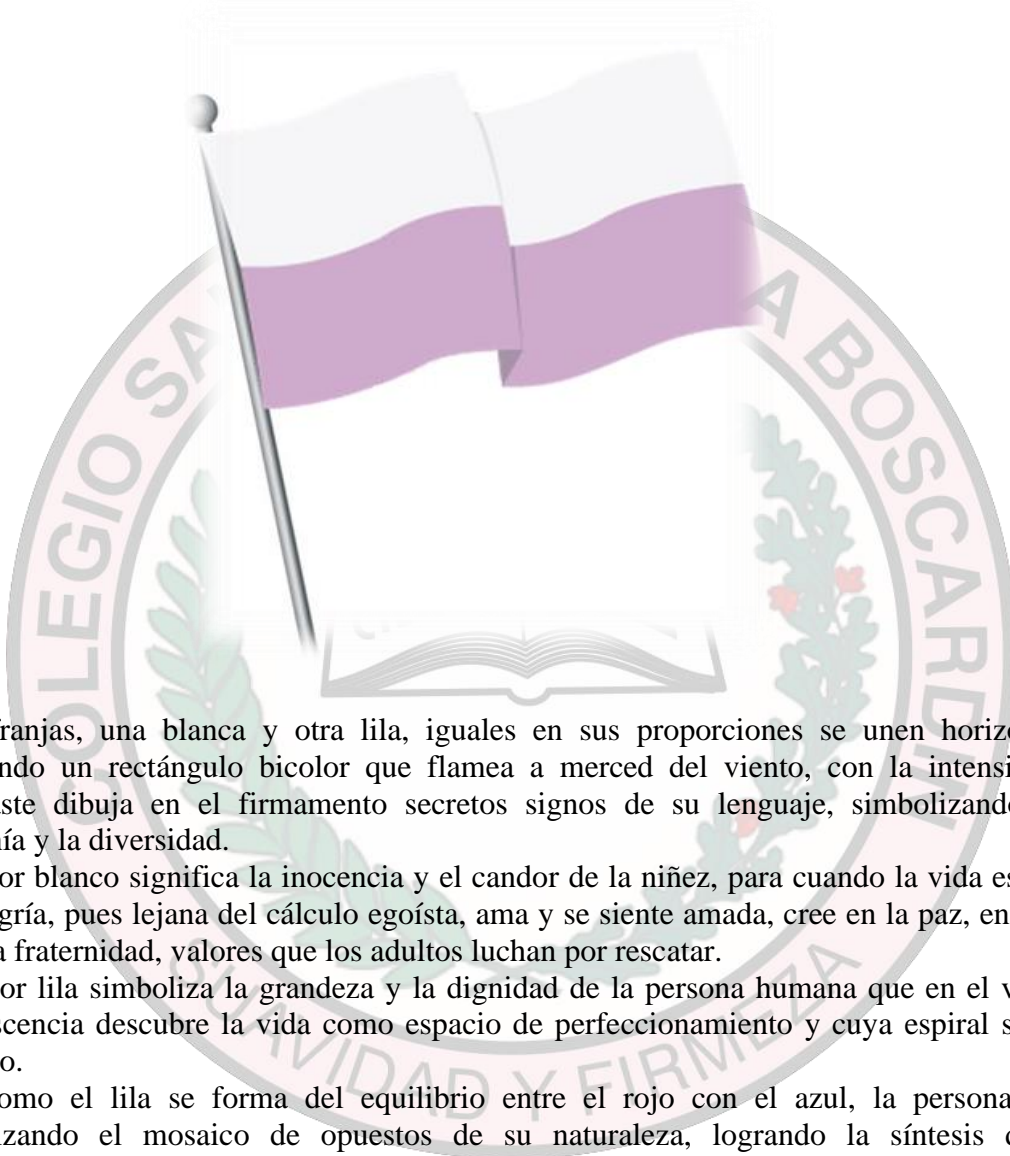 COLEGIO SA A BOSCARDIN
SUAVIDAD Y FIRMEZA
ranjas, una blanca y otra lila, iguales en sus proporciones se unen horizo
ndo un rectángulo bicolor que flamea a merced del viento, con la intensi
ste dibuja en el firmamento secretos signos de su lenguaje, simbolizando
ía y la diversidad.
or blanco significa la inocencia y el candor de la niñez, para cuando la vida es
gría, pues lejana del cálculo egoísta, ama y se siente amada, cree en la paz, en
a fraternidad, valores que los adultos luchan por rescatar.
or lila simboliza la grandeza y la dignidad de la persona humana que en el v
scencia descubre la vida como espacio de perfeccionamiento y cuya espiral s
o.
omo el lila se forma del equilibrio entre el rojo con el azul, la persona
izando el mosaico de opuestos de su naturaleza, logrando la síntesis d